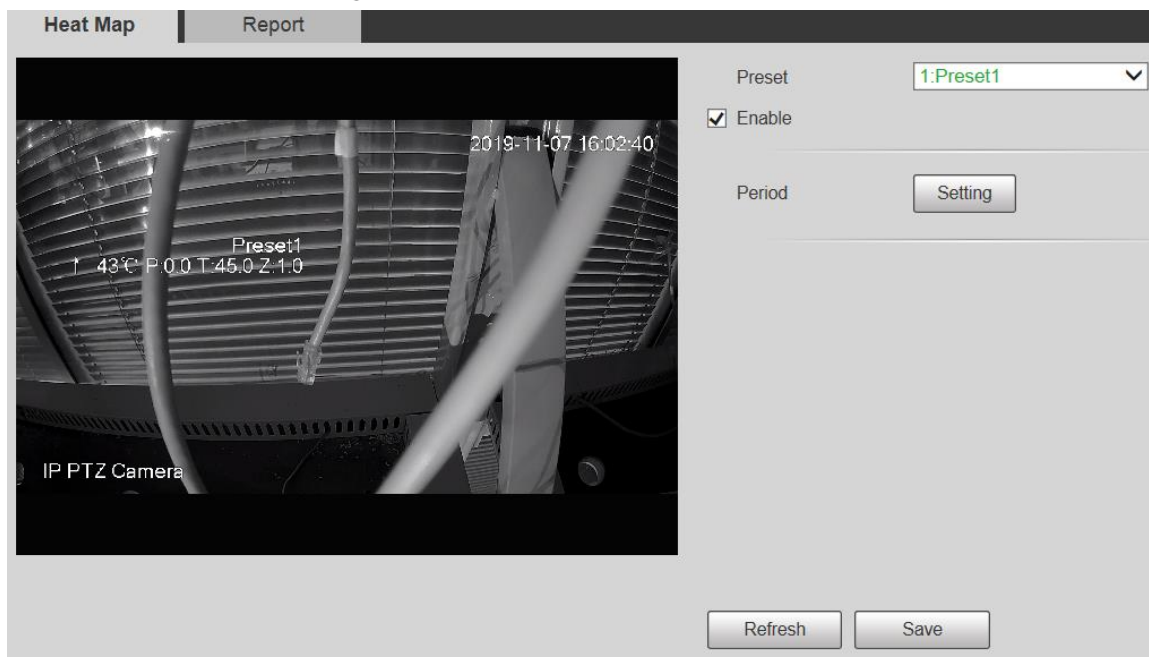 Heat Map
Report
Preset
1:Preset1
Enable
2019-11-07 16:02:40
Period
Setting
Preset1
↑ 43℃ P:0.0 T:45.0 Z:1.0
IP PTZ Camera
Refresh
Save